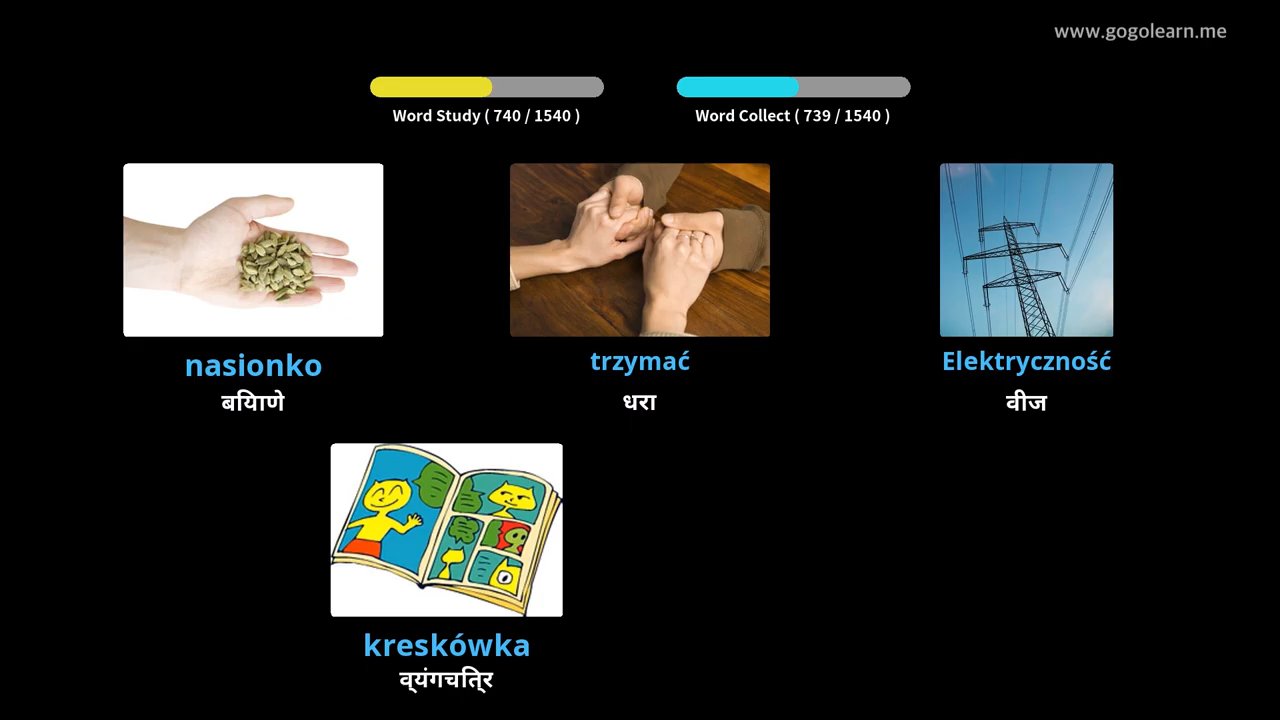 www.gogolearn.me
Word Study ( 740 / 1540 )
Word Collect ( 739 / 1540 )
nasionko
trzymać
Elektryczność
बियाणे
धरा
वीज
kreskówka
व्यंगचित्र